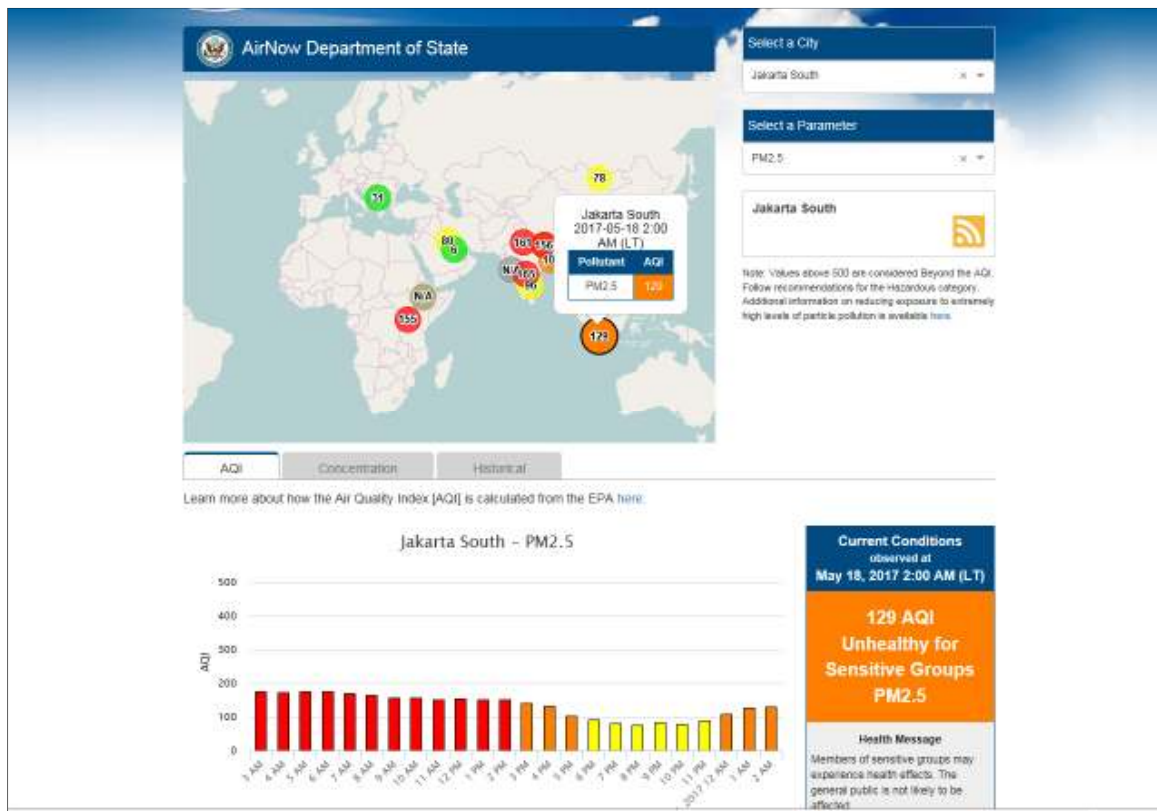 AirNow Department of State
Select a City
Jakarta South
Select a Parameter
PM2.5
Jakarta South
Note: Values above 500 are considered Beyond the AQI.
Follow recommendations for the Hazardous category.
Additional information on reducing exposure to extremely
high levels of particle pollution is available here.
78
80
6
161
156
N/A
165
96
N/A
155
Jakarta South
2017-05-18 2:00
AM (LT)
Pollutant AQI
PM2.5 129
129
AQI
Concentration
Historical
Learn more about how the Air Quality Index [AQI] is calculated from the EPA here.
Jakarta South – PM2.5
AQI
500
400
300
200
100
0
3 AM
4 AM
5 AM
6 AM
7 AM
8 AM
9 AM
10 AM
11 AM
12 PM
1 PM
2 PM
3 PM
4 PM
5 PM
6 PM
7 PM
8 PM
9 PM
10 PM
11 PM
2017 12 AM
1 AM
2 AM
Current Conditions
observed at
May 18, 2017 2:00 AM (LT)
129 AQI
Unhealthy for
Sensitive Groups
PM2.5
Health Message
Members of sensitive groups may
experience health effects. The
general public is not likely to be
affected